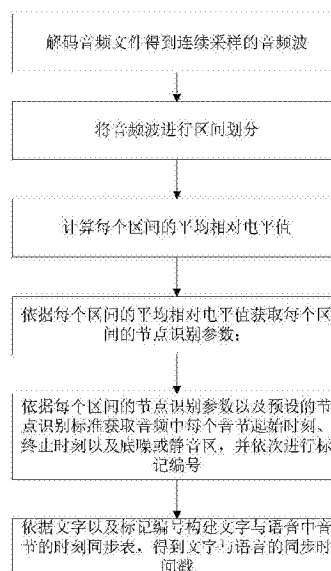 解码音频文件得到连续采样的音频波
将音频波进行区间划分
计算每个区间的平均相对电平值
依据每个区间的平均相对电平值获取每个区
间的节点识别参数；
依据每个区间的节点识别参数以及预设的节
点识别标准获取音频中每个音节起始时刻、
终止时刻以及底噪或静音区，并依次进行标
记编号
依据文字以及标记编号构建文字与语音中音
节的时刻同步表，得到文字与语音的同步时
间戳